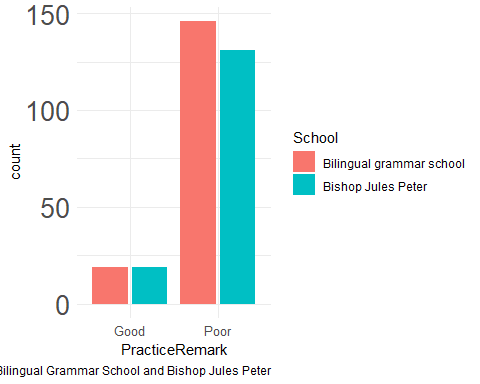 150
100
50
0
count
Good
Poor
PracticeRemark
School
Bilingual grammar school
Bishop Jules Peter
Bilingual Grammar School and Bishop Jules Peter